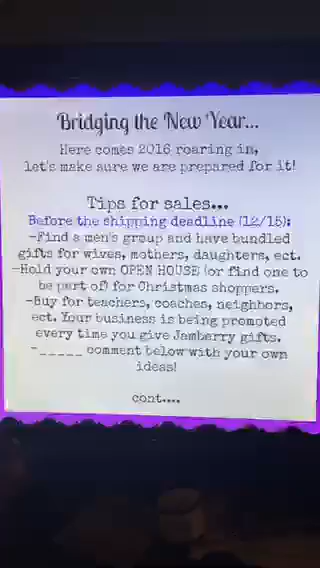 Bridging the New Year...
Here comes 2016 roaring in,
let's make sure we are prepared for it!
Tips for sales...
Before the shipping deadline (12/15):
-Find a men's group and have bundled
gifts for wives, mothers, daughters, ect.
-Hold your own OPEN HOUSE (or find one to
be part of) for Christmas shoppers.
-Buy for teachers, coaches, neighbors,
ect. Your business is being promoted
every time you give Jamberry gifts.
-_____ comment below with your own
ideas!
cont....